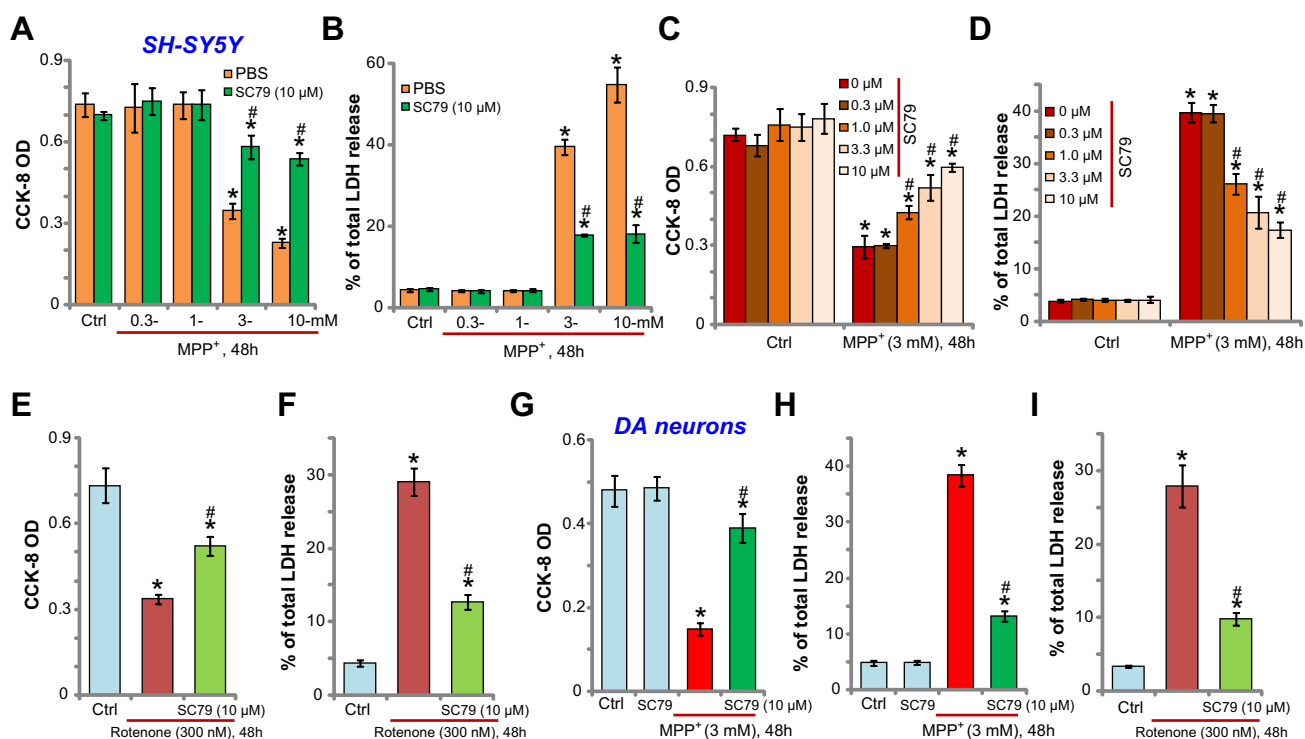 A
SH-SY5Y
CCK-8 OD
0.9
0.6
0.3
0
PBS
SC79 (10 μM)
*
#
*
*
#
*
Ctrl 0.3- 1- 3- 10-mM
MPP+, 48h
B
% of total LDH release
60
40
20
0
PBS
SC79 (10 μM)
*
#
*
*
#
*
Ctrl 0.3- 1- 3- 10-mM
MPP+, 48h
C
CCK-8 OD
0.9
0.6
0.3
0
0 μM
0.3 μM
1.0 μM
3.3 μM
10 μM
SC79
* *
#
*
#
*
#
*
Ctrl MPP+ (3 mM), 48h
D
% of total LDH release
40
30
20
10
0
0 μM
0.3 μM
1.0 μM
3.3 μM
10 μM
SC79
* *
#
*
#
*
#
*
Ctrl MPP+ (3 mM), 48h
E
CCK-8 OD
0.9
0.6
0.3
0
*
#
*
Ctrl SC79 (10 μM)
Rotenone (300 nM), 48h
F
% of total LDH release
30
20
10
0
*
#
*
Ctrl SC79 (10 μM)
Rotenone (300 nM), 48h
G
DA neurons
CCK-8 OD
0.6
0.4
0.2
0
*
#
*
Ctrl SC79 SC79 (10 μM)
MPP+ (3 mM), 48h
H
% of total LDH release
40
30
20
10
0
*
#
*
Ctrl SC79 SC79 (10 μM)
MPP+ (3 mM), 48h
I
% of total LDH release
30
20
10
0
*
#
*
Ctrl SC79 (10 μM)
Rotenone (300 nM), 48h